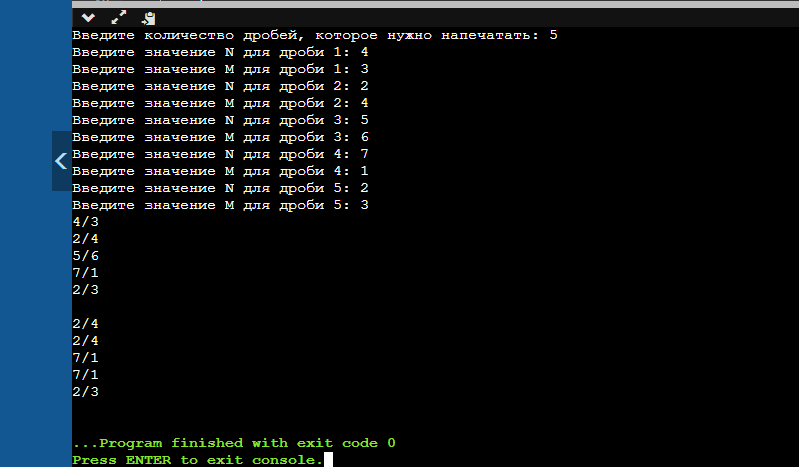 Введите количество дробей, которое нужно напечатать: 5
Введите значение N для дроби 1: 4
Введите значение M для дроби 1: 3
Введите значение N для дроби 2: 2
Введите значение M для дроби 2: 4
Введите значение N для дроби 3: 5
Введите значение M для дроби 3: 6
Введите значение N для дроби 4: 7
Введите значение M для дроби 4: 1
Введите значение N для дроби 5: 2
Введите значение M для дроби 5: 3
4/3
2/4
5/6
7/1
2/3
2/4
2/4
7/1
7/1
2/3
...Program finished with exit code 0
Press ENTER to exit console.